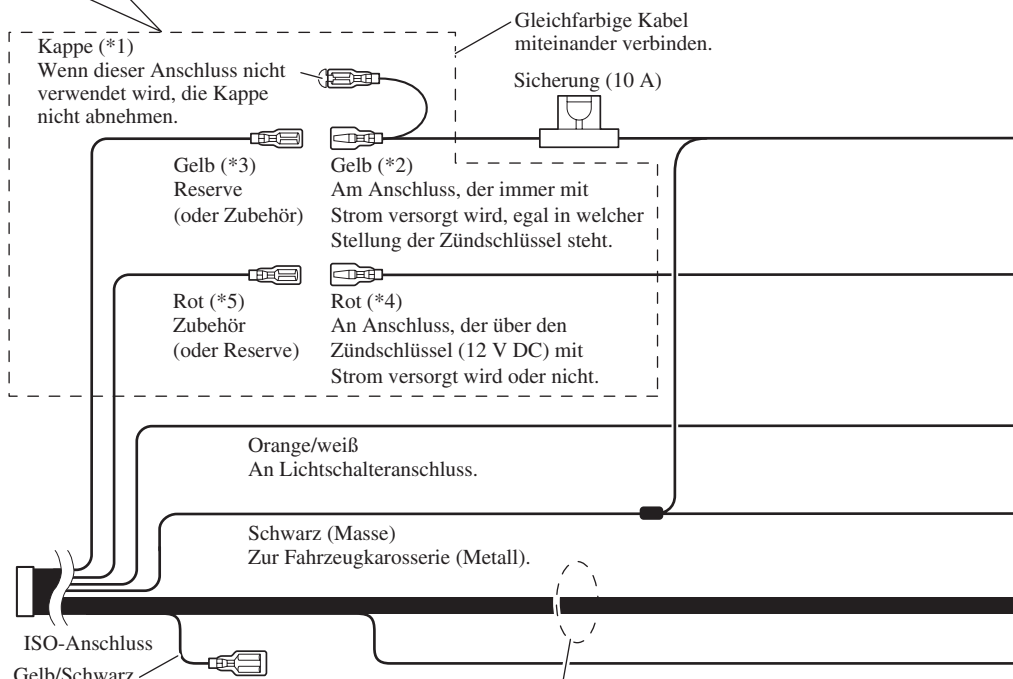 Gleichfarbige Kabel
miteinander verbinden.
Kappe (*1)
Wenn dieser Anschluss nicht
verwendet wird, die Kappe
nicht abnehmen.
Sicherung (10 A)
Gelb (*3)
Reserve
(oder Zubehör)
Gelb (*2)
Am Anschluss, der immer mit
Strom versorgt wird, egal in welcher
Stellung der Zündschlüssel steht.
Rot (*5)
Zubehör
(oder Reserve)
Rot (*4)
An Anschluss, der über den
Zündschlüssel (12 V DC) mit
Strom versorgt wird oder nicht.
Orange/weiß
An Lichtschalteranschluss.
Schwarz (Masse)
Zur Fahrzeugkarosserie (Metall).
ISO-Anschluss
Gelb/Schwarz